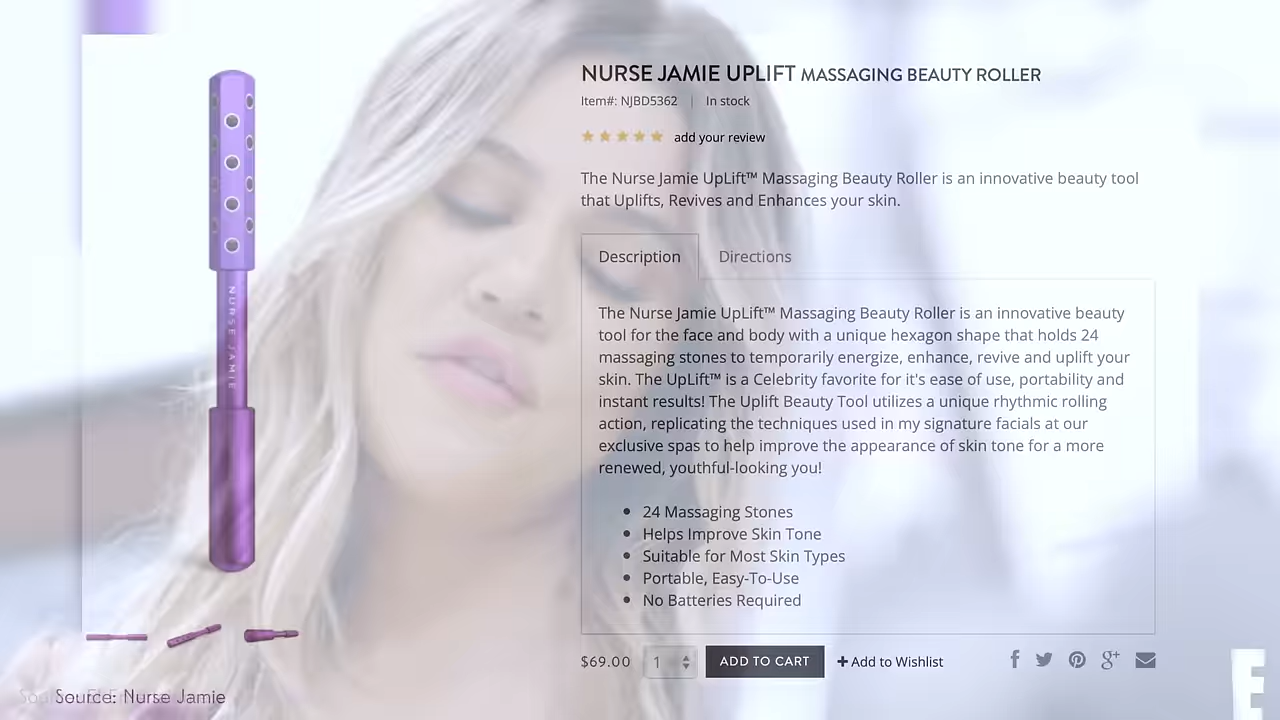 NURSE JAMIE UPLIFT MASSAGING BEAUTY ROLLER
Item#: NJBD5362 | In stock
add your review
The Nurse Jamie UpLift™ Massaging Beauty Roller is an innovative beauty tool
that Uplifts, Revives and Enhances your skin.
Description Directions
The Nurse Jamie UpLift™ Massaging Beauty Roller is an innovative beauty
tool for the face and body with a unique hexagon shape that holds 24
massaging stones to temporarily energize, enhance, revive and uplift your
skin. The UpLift™ is a Celebrity favorite for it's ease of use, portability and
instant results! The Uplift Beauty Tool utilizes a unique rhythmic rolling
action, replicating the techniques used in my signature facials at our
exclusive spas to help improve the appearance of skin tone for a more
renewed, youthful-looking you!
• 24 Massaging Stones
• Helps Improve Skin Tone
• Suitable for Most Skin Types
• Portable, Easy-To-Use
• No Batteries Required
$69.00 1 ADD TO CART + Add to Wishlist
NURSE JAMIE
Source: Nurse Jamie
E